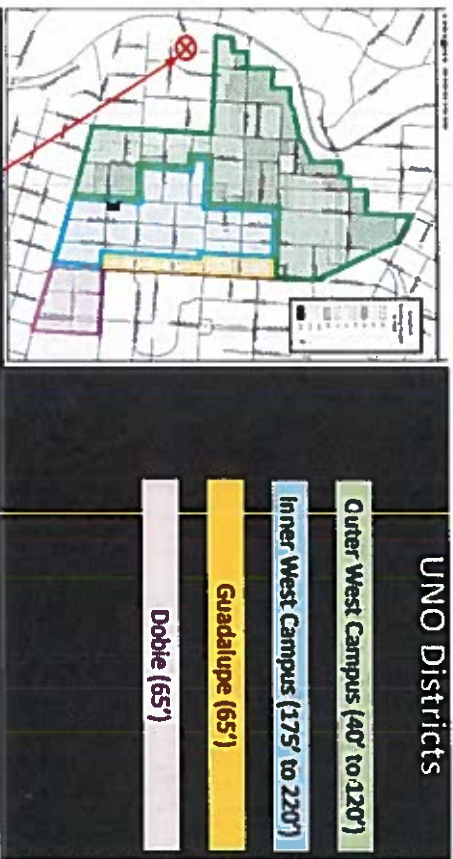 UNO Districts
Outer West Campus (40' to 120')
Inner West Campus (175' to 220')
Guadalupe (65')
Dobie (65')